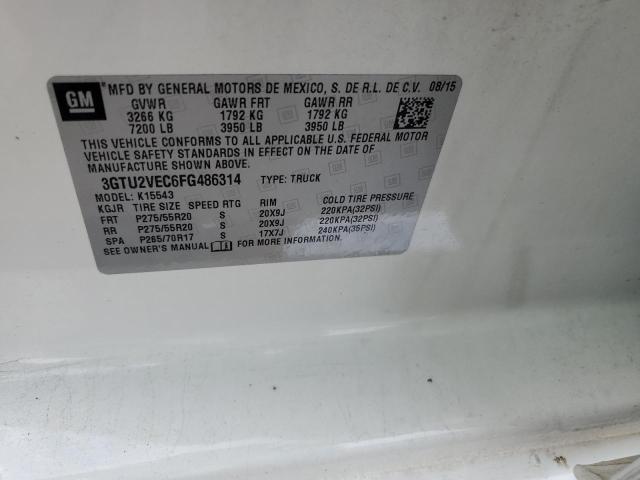 GM MFD BY GENERAL MOTORS DE MEXICO, S. DE R.L. DE C.V. 08/15
GVWR GAWR FRT GAWR RR
3266 KG 1792 KG 1792 KG
7200 LB 3950 LB 3950 LB
THIS VEHICLE CONFORMS TO ALL APPLICABLE U.S. FEDERAL MOTOR
VEHICLE SAFETY STANDARDS IN EFFECT ON THE DATE OF
MANUFACTURE SHOWN ABOVE.
3GTU2VEC6FG486314 TYPE: TRUCK
MODEL: K15543
KGJR TIRE SIZE SPEED RTG RIM COLD TIRE PRESSURE
FRT P275/55R20 S 20X9J 220KPA(32PSI)
RR P275/55R20 S 20X9J 220KPA(32PSI)
SPA P265/70R17 S 17X7J 240KPA(35PSI)
SEE OWNER'S MANUAL